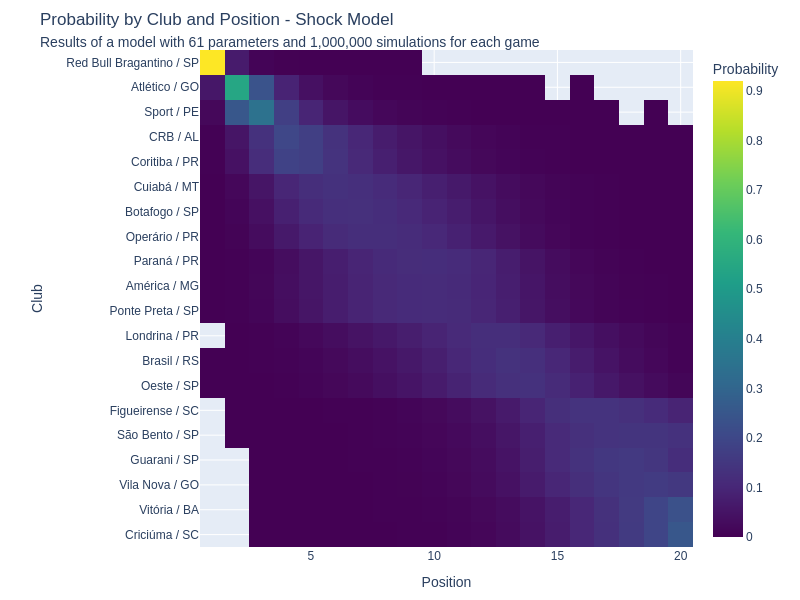 Probability by Club and Position - Shock Model
Results of a model with 61 parameters and 1,000,000 simulations for each game
Probability
Red Bull Bragantino / SP
Atlético / GO
Sport / PE
CRB / AL
Coritiba / PR
Cuiabá / MT
Botafogo / SP
Operário / PR
Paraná / PR
América / MG
Ponte Preta / SP
Londrina / PR
Brasil / RS
Oeste / SP
Figueirense / SC
São Bento / SP
Guarani / SP
Vila Nova / GO
Vitória / BA
Criciúma / SC
Club
5
10
15
20
Position
0.9
0.8
0.7
0.6
0.5
0.4
0.3
0.2
0.1
0